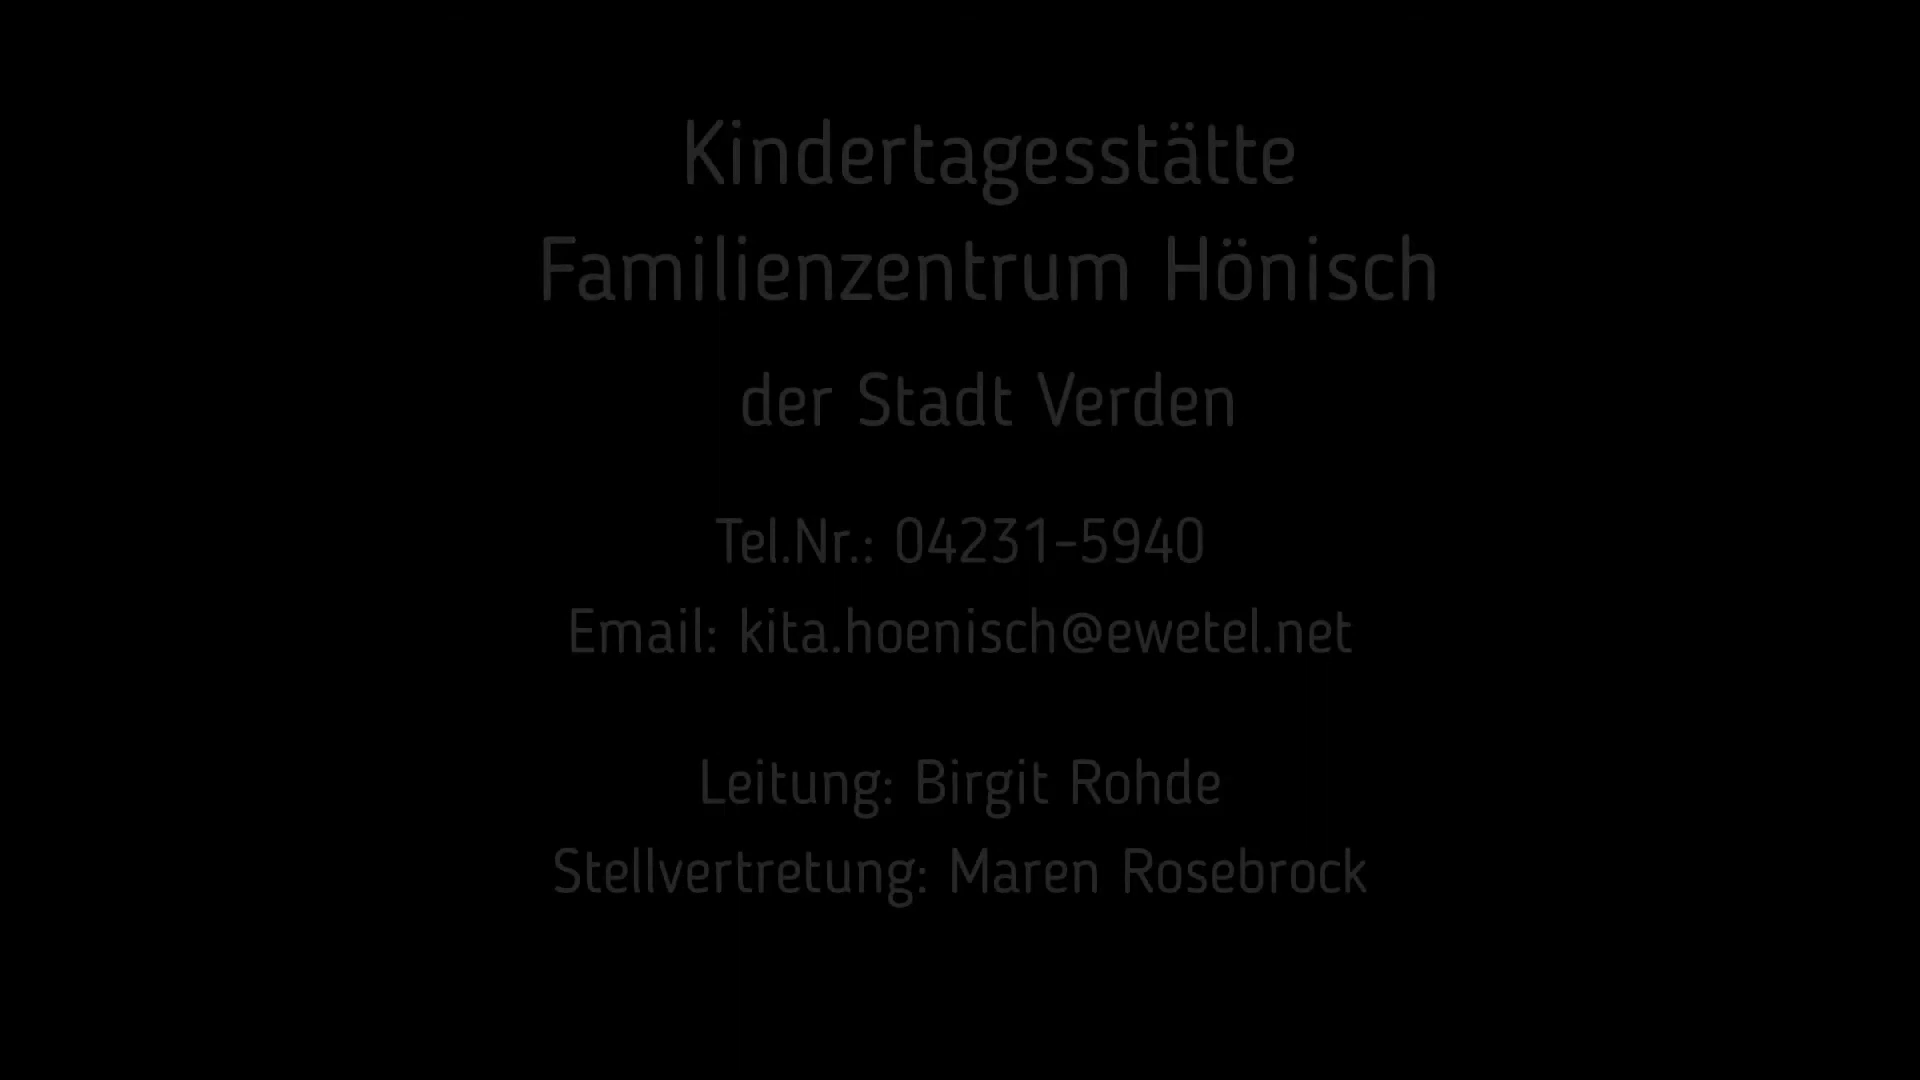 Kindertagesstätte
Familienzentrum Hönisch
der Stadt Verden
Tel.Nr.: 04231-5940
Email: kita.hoenisch@ewetel.net
Leitung: Birgit Rohde
Stellvertretung: Maren Rosebrock